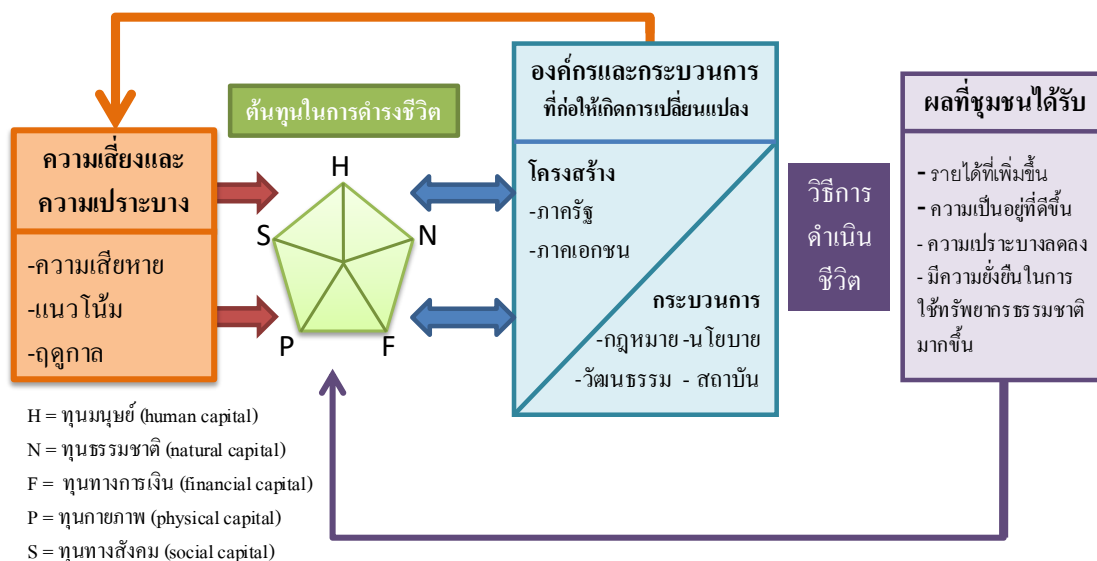 ความเสี่ยงและ
ความเปราะบาง
-ความเสียหาย
-แนวโน้ม
-ฤดูกาล
ต้นทุนในการดำรงชีวิต
H
S
N
P
F
องค์กรและกระบวนการ
ที่ก่อให้เกิดการเปลี่ยนแปลง
โครงสร้าง
-ภาครัฐ
-ภาคเอกชน
กระบวนการ
-กฎหมาย -นโยบาย
-วัฒนธรรม - สถาบัน
วิธีการ
ดำเนิน
ชีวิต
ผลที่ชุมชนได้รับ
- รายได้ที่เพิ่มขึ้น
- ความเป็นอยู่ที่ดีขึ้น
- ความเปราะบางลดลง
- มีความยั่งยืนในการ
ใช้ทรัพยากรธรรมชาติ
มากขึ้น
H = ทุนมนุษย์ (human capital)
N = ทุนธรรมชาติ (natural capital)
F = ทุนทางการเงิน (financial capital)
P = ทุนกายภาพ (physical capital)
S = ทุนทางสังคม (social capital)